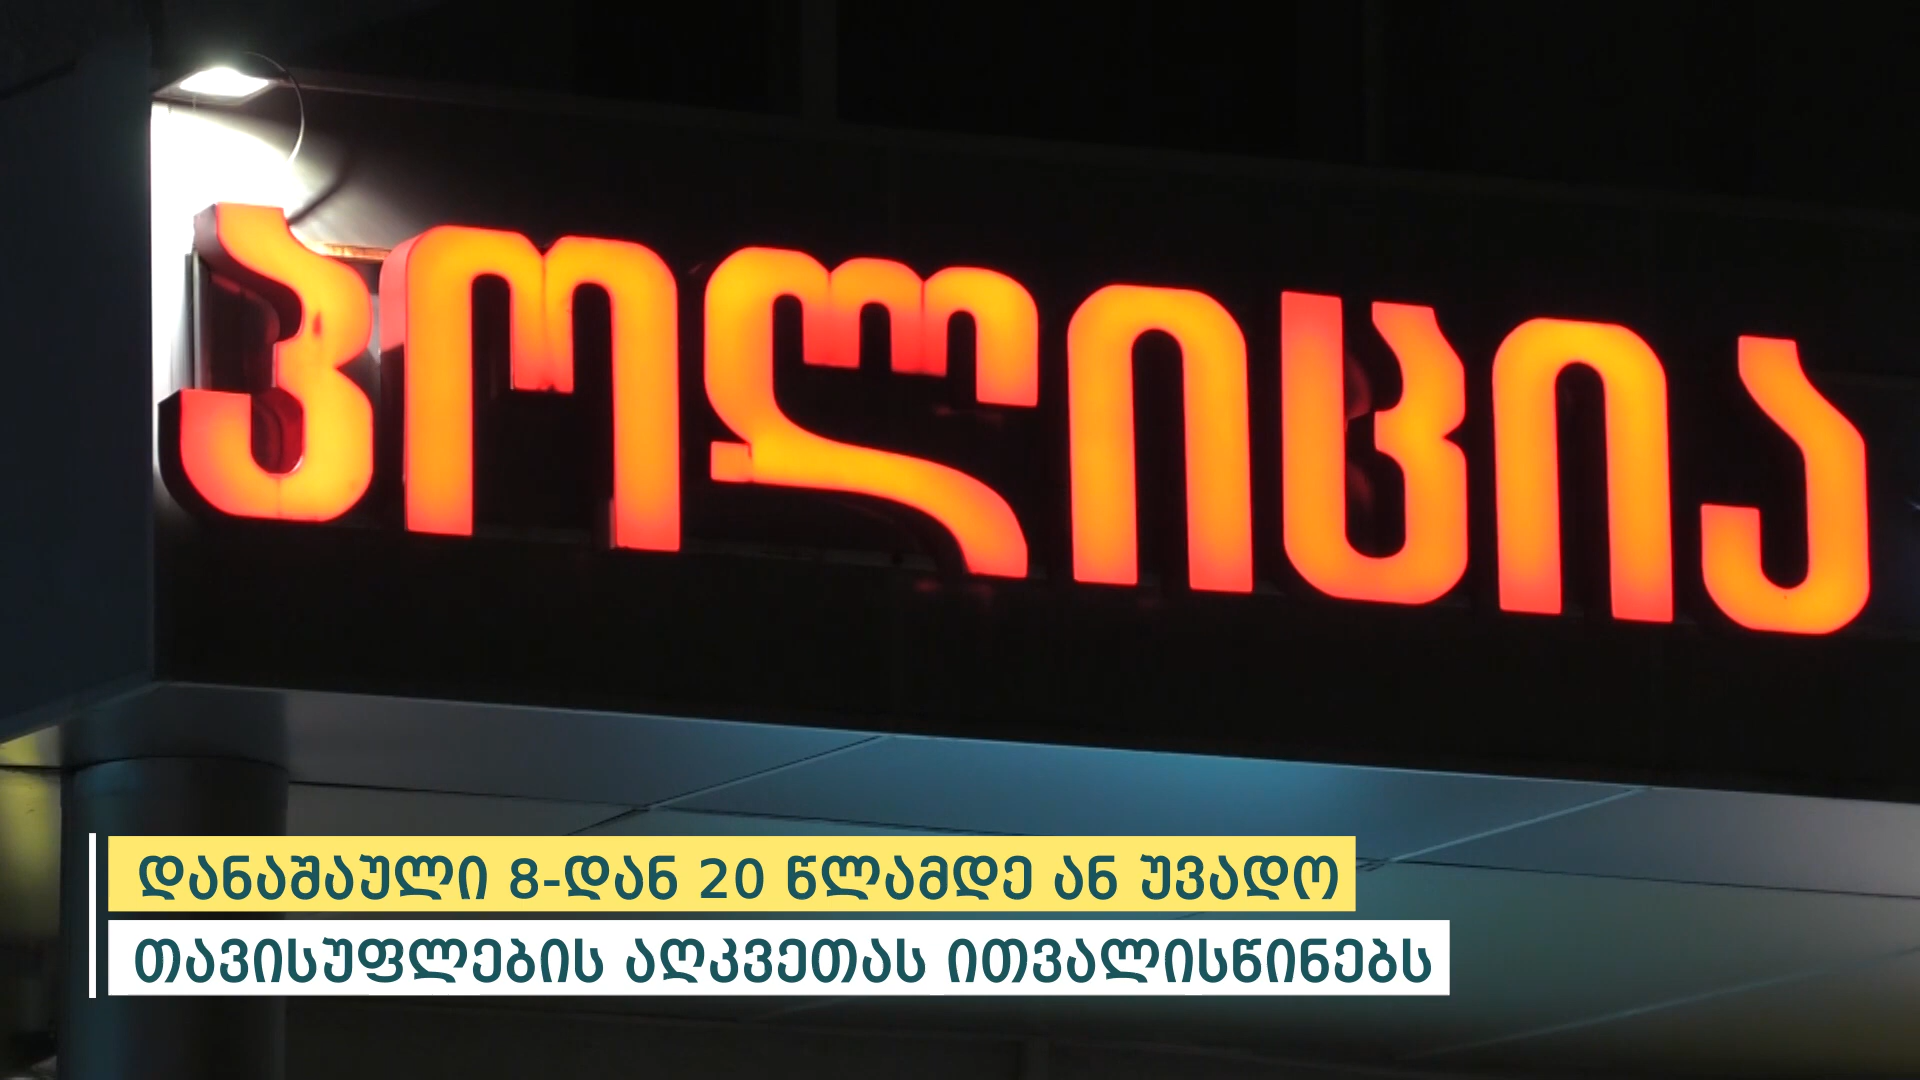 პოლიცია
დანაშაული 8-დან 20 წლამდე ან უვადო
თავისუფლების აღკვეთას ითვალისწინებს